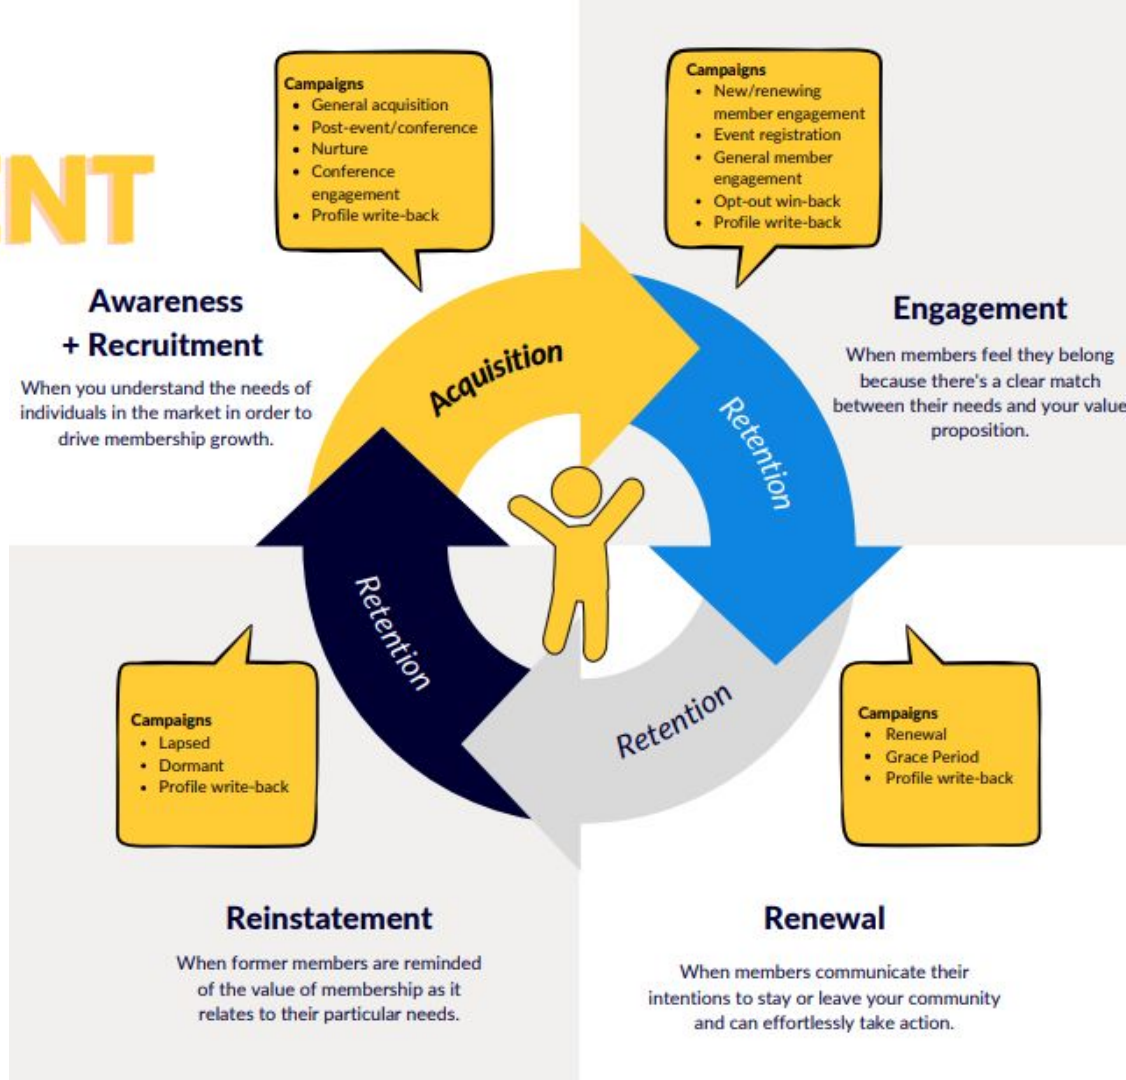 ENT
Campaigns
• General acquisition
• Post-event/conference
• Nurture
• Conference
engagement
• Profile write-back
Awareness
+ Recruitment
When you understand the needs of
individuals in the market in order to
drive membership growth.
Campaigns
• New/renewing
member engagement
• Event registration
• General member
engagement
• Opt-out win-back
• Profile write-back
Engagement
When members feel they belong
because there's a clear match
between their needs and your value
proposition.
Acquisition
Retention
Retention
Retention
Campaigns
• Lapsed
• Dormant
• Profile write-back
Reinstatement
When former members are reminded
of the value of membership as it
relates to their particular needs.
Campaigns
• Renewal
• Grace Period
• Profile write-back
Renewal
When members communicate their
intentions to stay or leave your community
and can effortlessly take action.